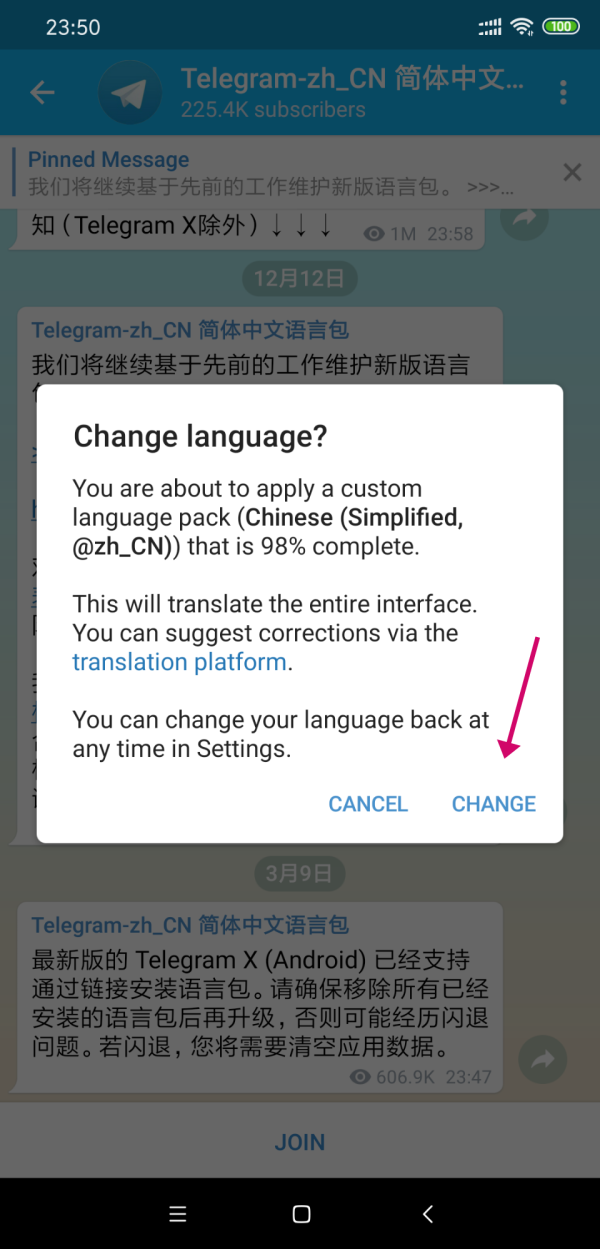 23:50
100
Telegram-zh_CN 简体中文...
225.4K subscribers
Pinned Message
我们将继续基于先前的工作维护新版语言包。 >>>...
知（Telegram X除外）↓ ↓ ↓
1M 23:58
12月12日
Telegram-zh_CN 简体中文语言包
我们将继续基于先前的工作维护新版语言
Change language?
You are about to apply a custom
language pack (Chinese (Simplified,
@zh_CN)) that is 98% complete.
This will translate the entire interface.
You can suggest corrections via the
translation platform.
You can change your language back at
any time in Settings.
CANCEL CHANGE
3月9日
Telegram-zh_CN 简体中文语言包
最新版的 Telegram X (Android) 已经支持
通过链接安装语言包。请确保移除所有已经
安装的语言包后再升级，否则可能经历闪退
问题。若闪退，您将需要清空应用数据。
606.9K 23:47
JOIN